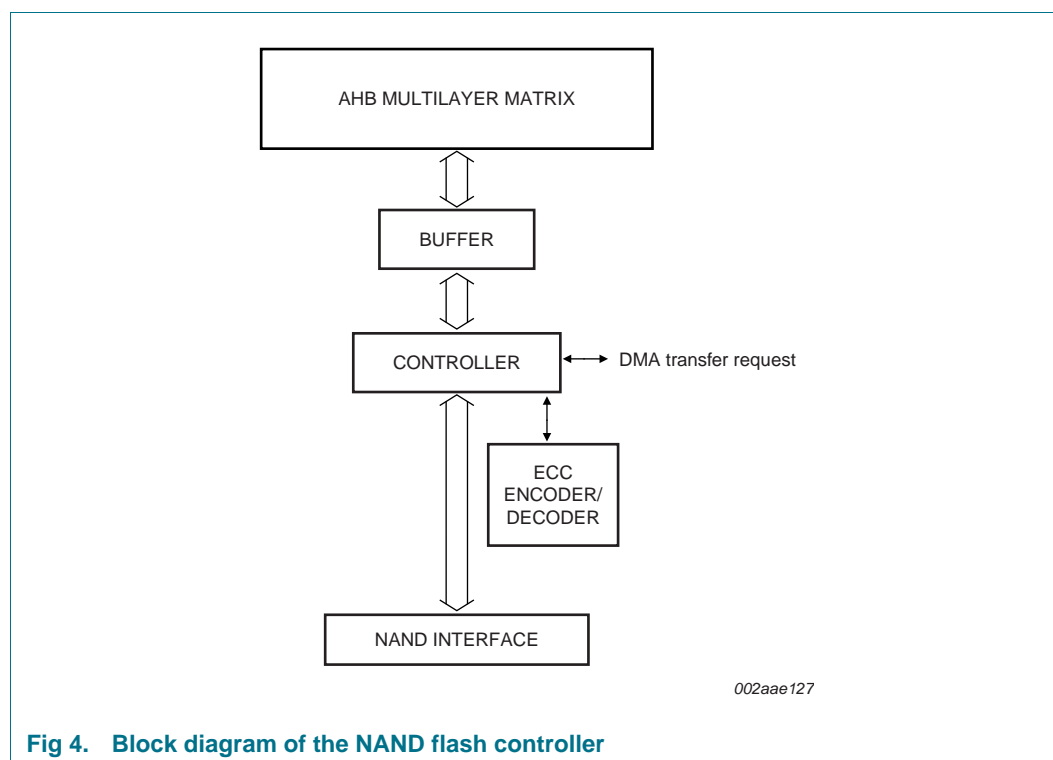 AHB MULTILAYER MATRIX
BUFFER
CONTROLLER
DMA transfer request
ECC
ENCODER/
DECODER
NAND INTERFACE
002aae127
Fig 4. Block diagram of the NAND flash controller